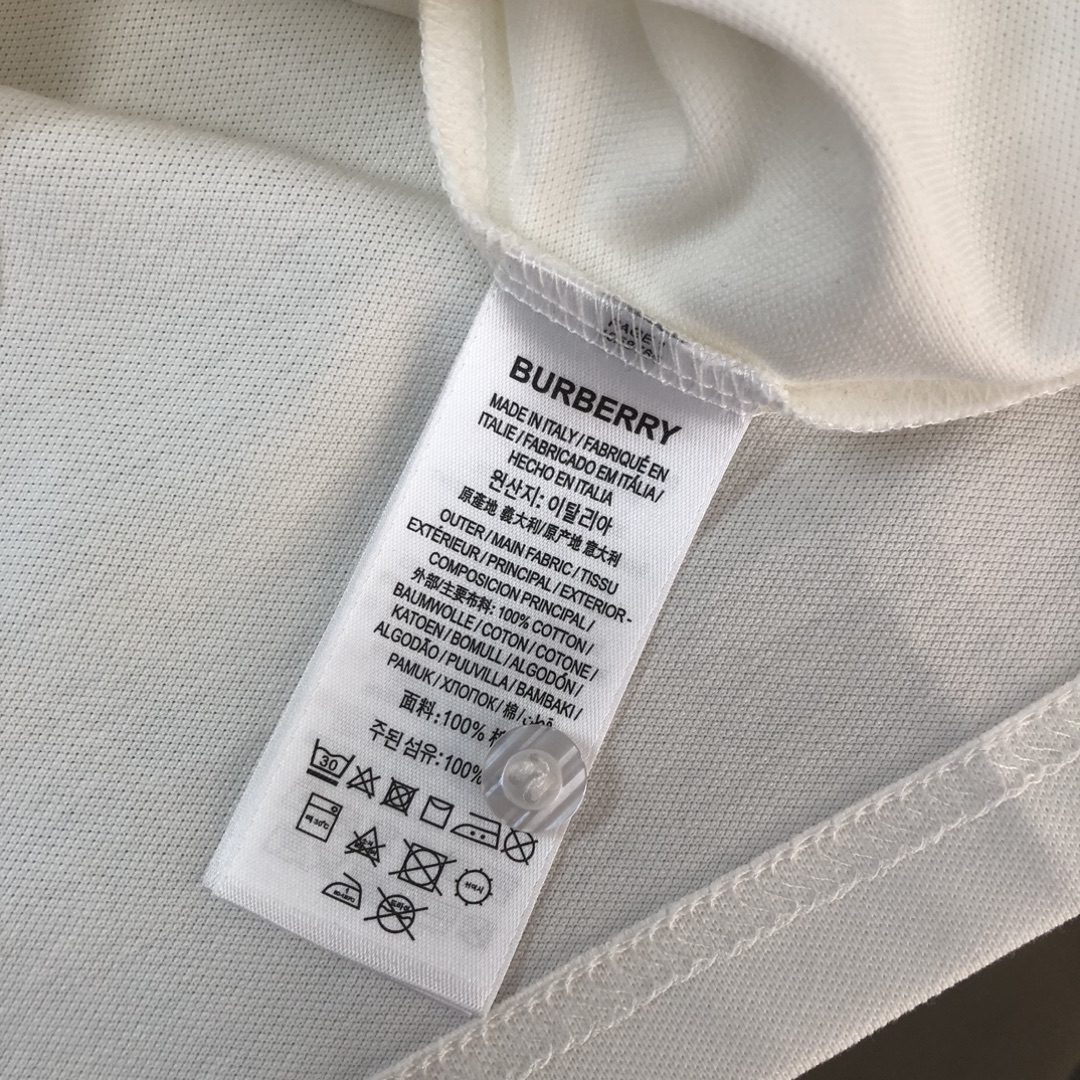 BURBERRY
MADE IN ITALY / FABRIQUÉ EN
ITALIE / FABRICADO EM ITÁLIA /
HECHO EN ITALIA
원산지: 이탈리아
原產地 義大利/原产地 意大利
OUTER / MAIN FABRIC / TISSU
EXTÉRIEUR / PRINCIPAL / EXTERIOR -
COMPOSICION PRINCIPAL /
外部/主要布料: 100% COTTON /
BAUMWOLLE / COTON / COTONE /
KATOEN / BOMULL / ALGODÓN /
ALGODÃO / PUUVILLA / BAMBAKI /
PAMUK / ХЛОПОК / 棉 /
面料: 100%
주된 섬유: 100%
30